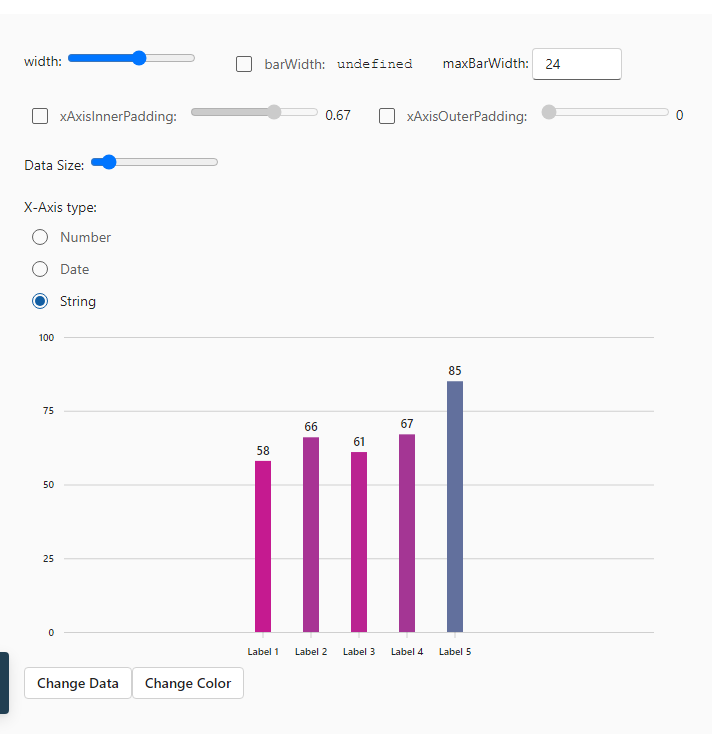 width: barWidth: undefined maxBarWidth: 24
xAxisInnerPadding: 0.67 xAxisOuterPadding: 0
Data Size:
X-Axis type:
Number
Date
String
100
75
50
25
0
85
66 67
58 61
Label 1 Label 2 Label 3 Label 4 Label 5
Change Data Change Color